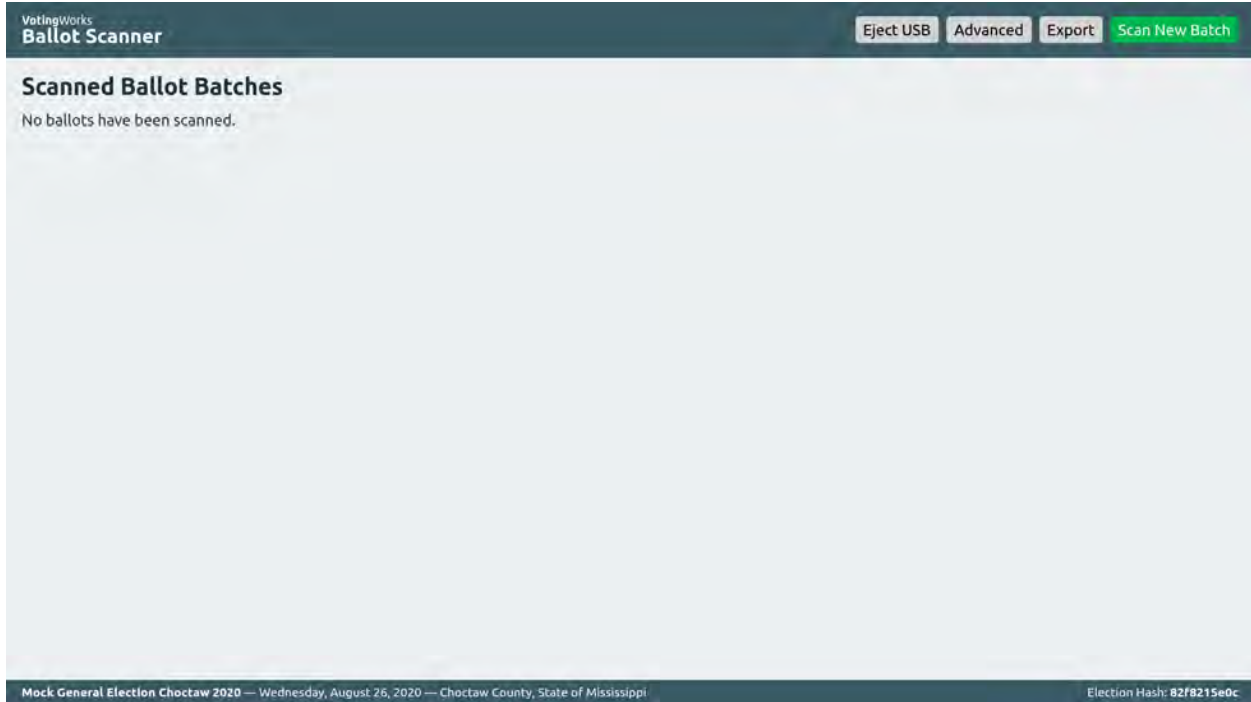 VotingWorks
Ballot Scanner
Eject USB
Advanced
Export
Scan New Batch
Scanned Ballot Batches
No ballots have been scanned.
Mock General Election Choctaw 2020 — Wednesday, August 26, 2020 — Choctaw County, State of Mississippi
Election Hash: 82f8215e0c